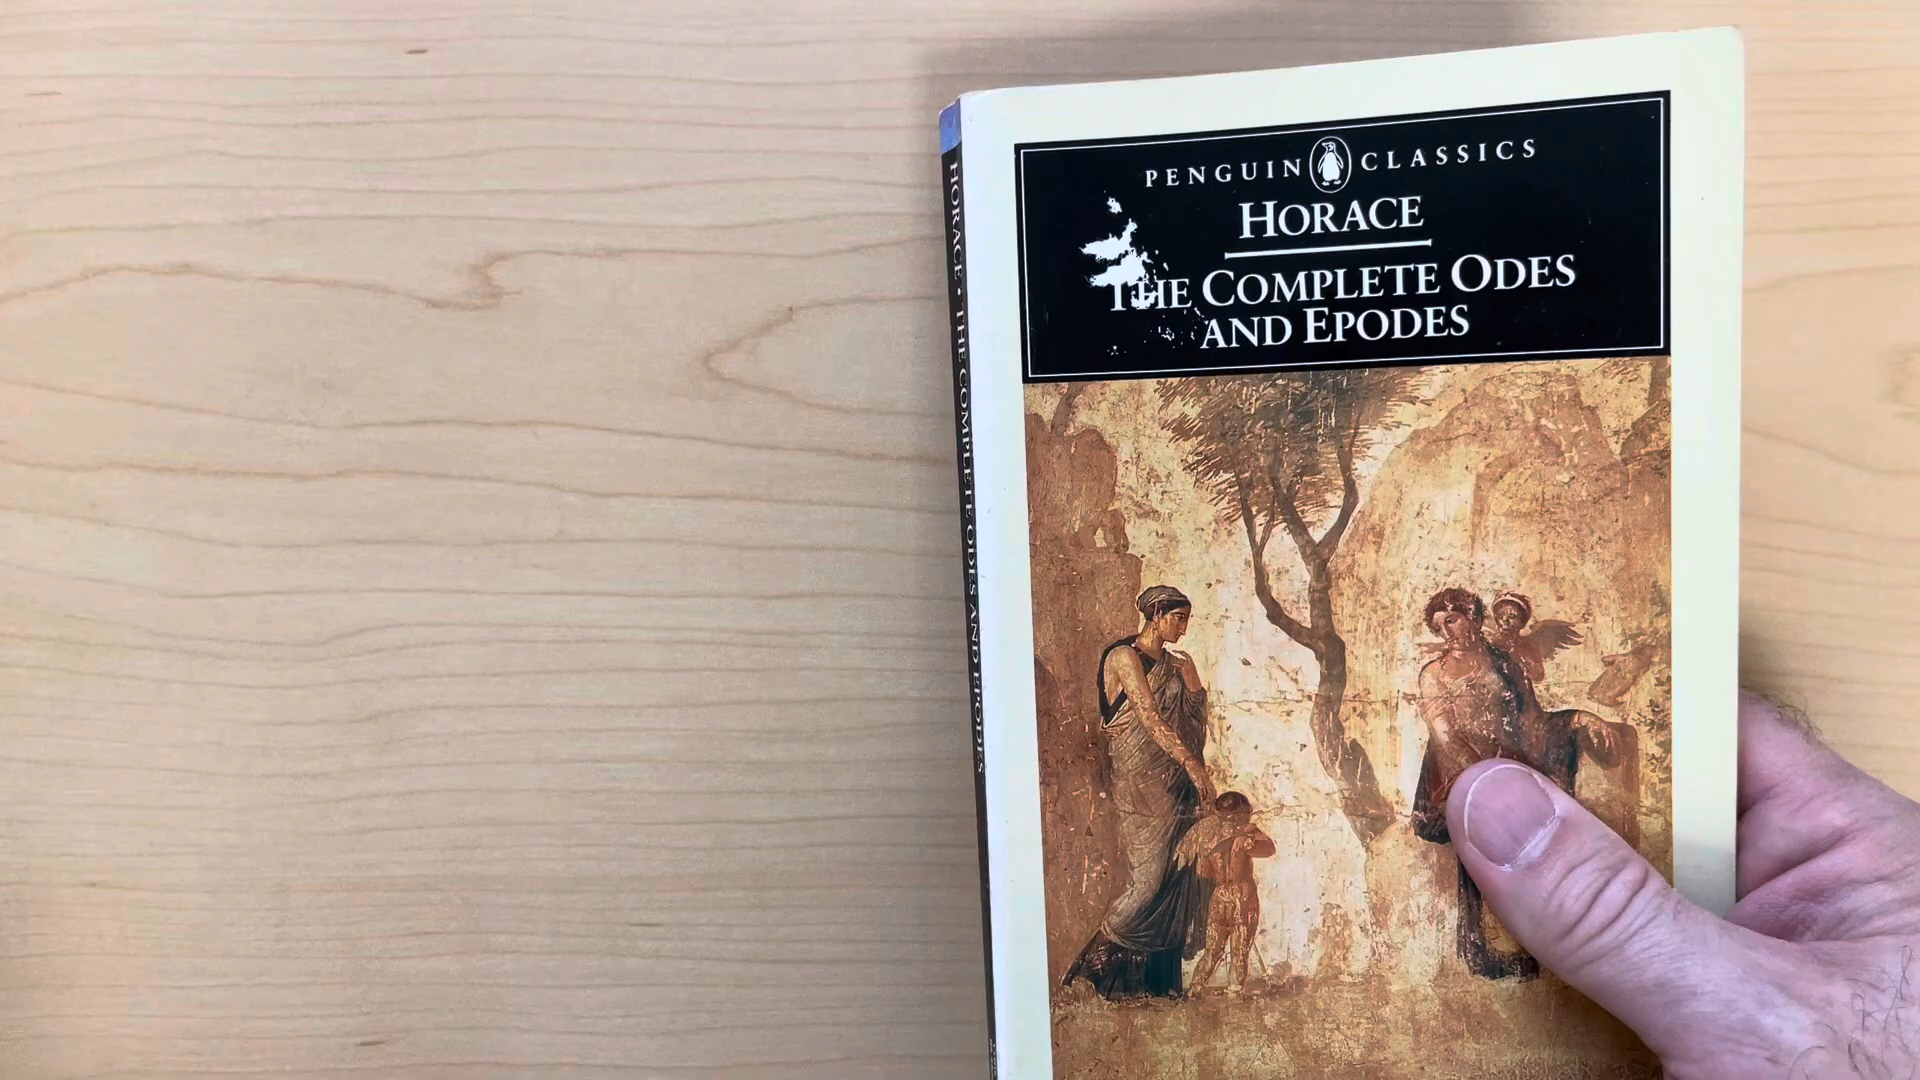 PENGUIN CLASSICS
HORACE
THE COMPLETE ODES
AND EPODES
HORACE • THE COMPLETE ODES AND EPODES